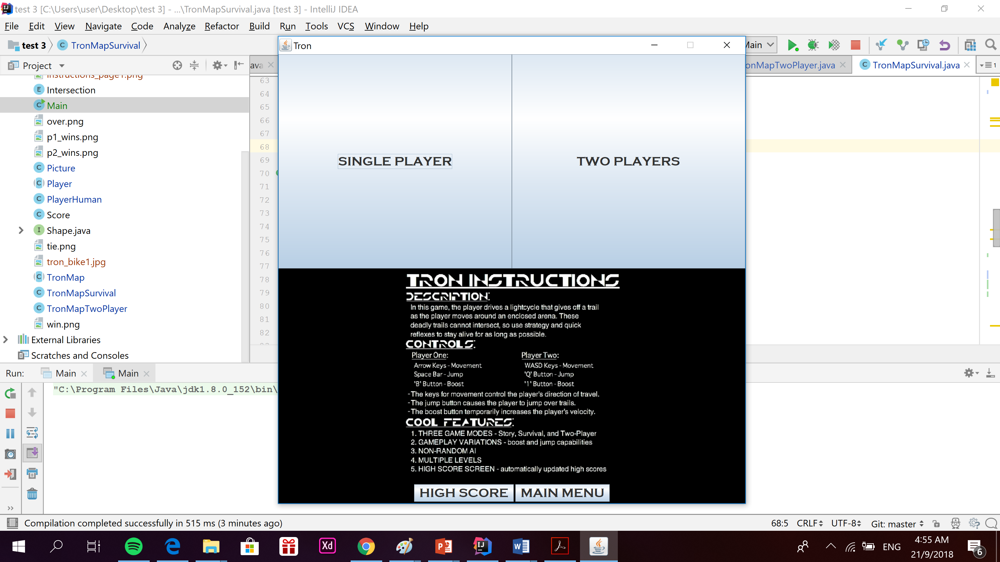 test 3 [C:\Users\user\Desktop\test 3] - ...\TronMapSurvival.java [test 3] - IntelliJ IDEA
File Edit View Navigate Code Analyze Refactor Build Run Tools VCS Window Help
test 3 TronMapSurvival
Main
Project
ava
onMapTwoPlayer.java
TronMapSurvival.java
1
instructions_page1.png
Intersection
Main
over.png
p1_wins.png
p2_wins.png
Picture
Player
PlayerHuman
Score
Shape.java
tie.png
tron_bike1.jpg
TronMap
TronMapSurvival
TronMapTwoPlayer
win.png
External Libraries
Scratches and Consoles
63
64
65
66
67
68
69
70
71
72
73
74
75
76
77
78
79
80
81
82
Tron
SINGLE PLAYER
TWO PLAYERS
TRON INSTRUCTIONS
DESCRIPTION:
In this game, the player drives a lightcycle that gives off a trail
as the player moves around an enclosed arena. These
deadly trails cannot intersect, so use strategy and quick
reflexes to stay alive for as long as possible.
CONTROLS:
Player One: Player Two:
Arrow Keys - Movement WASD Keys - Movement
Space Bar - Jump 'Q' Button - Jump
'B' Button - Boost '1' Button - Boost
-The keys for movement control the player's direction of travel.
-The jump button causes the player to jump over trails.
-The boost button temporarily increases the player's velocity.
COOL FEATURES:
1. THREE GAME MODES - Story, Survival, and Two-Player
2. GAMEPLAY VARIATIONS - boost and jump capabilities
3. NON-RANDOM AI
4. MULTIPLE LEVELS
5. HIGH SCORE SCREEN - automatically updated high scores
HIGH SCORE MAIN MENU
Run: Main Main
"C:\Program Files\Java\jdk1.8.0_152\bin\
Compilation completed successfully in 515 ms (3 minutes ago)
68:5 CRLF UTF-8 Git: master
Xd
P
IJ
W
ENG
4:55 AM
21/9/2018
6